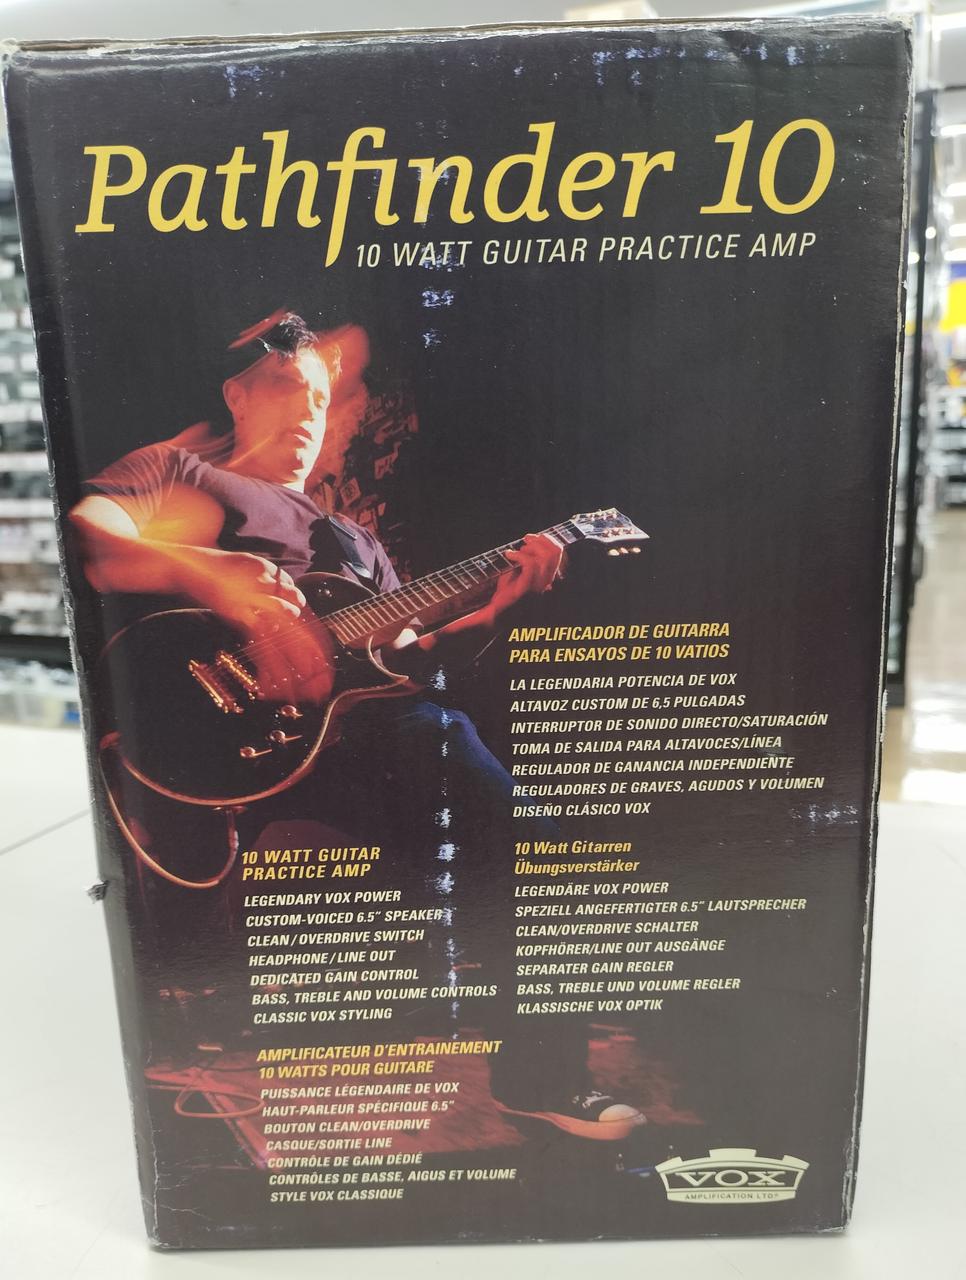 Pathfinder 10
10 WATT GUITAR PRACTICE AMP
AMPLIFICADOR DE GUITARRA
PARA ENSAYOS DE 10 VATIOS
LA LEGENDARIA POTENCIA DE VOX
ALTAVOZ CUSTOM DE 6,5 PULGADAS
INTERRUPTOR DE SONIDO DIRECTO/SATURACIÓN
TOMA DE SALIDA PARA ALTAVOCES/LÍNEA
REGULADOR DE GANANCIA INDEPENDIENTE
REGULADORES DE GRAVES, AGUDOS Y VOLUMEN
DISEÑO CLÁSICO VOX
10 WATT GUITAR
PRACTICE AMP
LEGENDARY VOX POWER
CUSTOM-VOICED 6.5" SPEAKER
CLEAN / OVERDRIVE SWITCH
HEADPHONE / LINE OUT
DEDICATED GAIN CONTROL
BASS, TREBLE AND VOLUME CONTROLS
CLASSIC VOX STYLING
10 Watt Gitarren
Übungsverstärker
LEGENDÄRE VOX POWER
SPEZIELL ANGEFERTIGTER 6.5" LAUTSPRECHER
CLEAN/OVERDRIVE SCHALTER
KOPFHÖRER/LINE OUT AUSGÄNGE
SEPARATER GAIN REGLER
BASS, TREBLE UND VOLUME REGLER
KLASSISCHE VOX OPTIK
AMPLIFICATEUR D'ENTRAINEMENT
10 WATTS POUR GUITARE
PUISSANCE LÉGENDAIRE DE VOX
HAUT-PARLEUR SPÉCIFIQUE 6.5"
BOUTON CLEAN/OVERDRIVE
CASQUE/SORTIE LINE
CONTRÔLE DE GAIN DÉDIÉ
CONTRÔLES DE BASSE, AIGUS ET VOLUME
STYLE VOX CLASSIQUE
VOX
AMPLIFICATION LTD